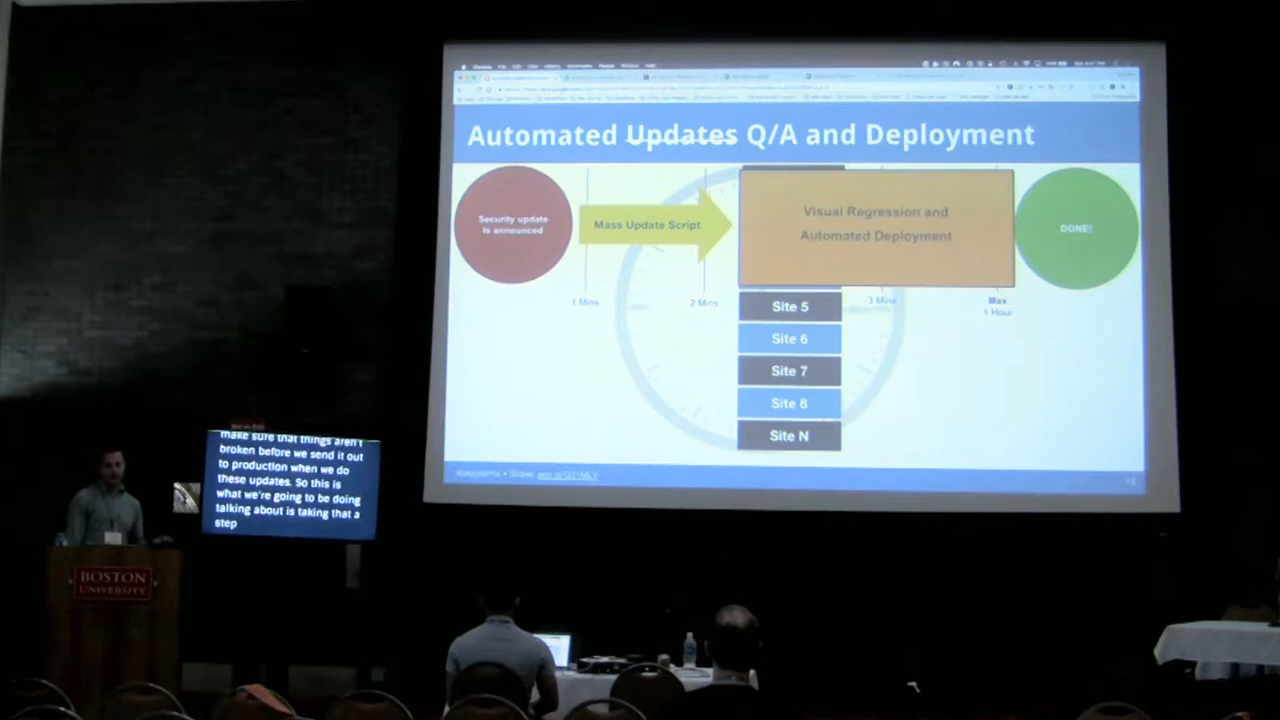 Automated Updates Q/A and Deployment
Security update
is announced
Mass Update Script
Visual Regression and
Automated Deployment
DONE!
1 Mins
2 Mins
3 Mins
Max
1 Hour
Site 5
Site 6
Site 7
Site 8
Site N
make sure that things aren't
broken before we send it out
to production when we do
these updates. So this is
what we're going to be doing
talking about is taking that a
step
BOSTON
UNIVERSITY